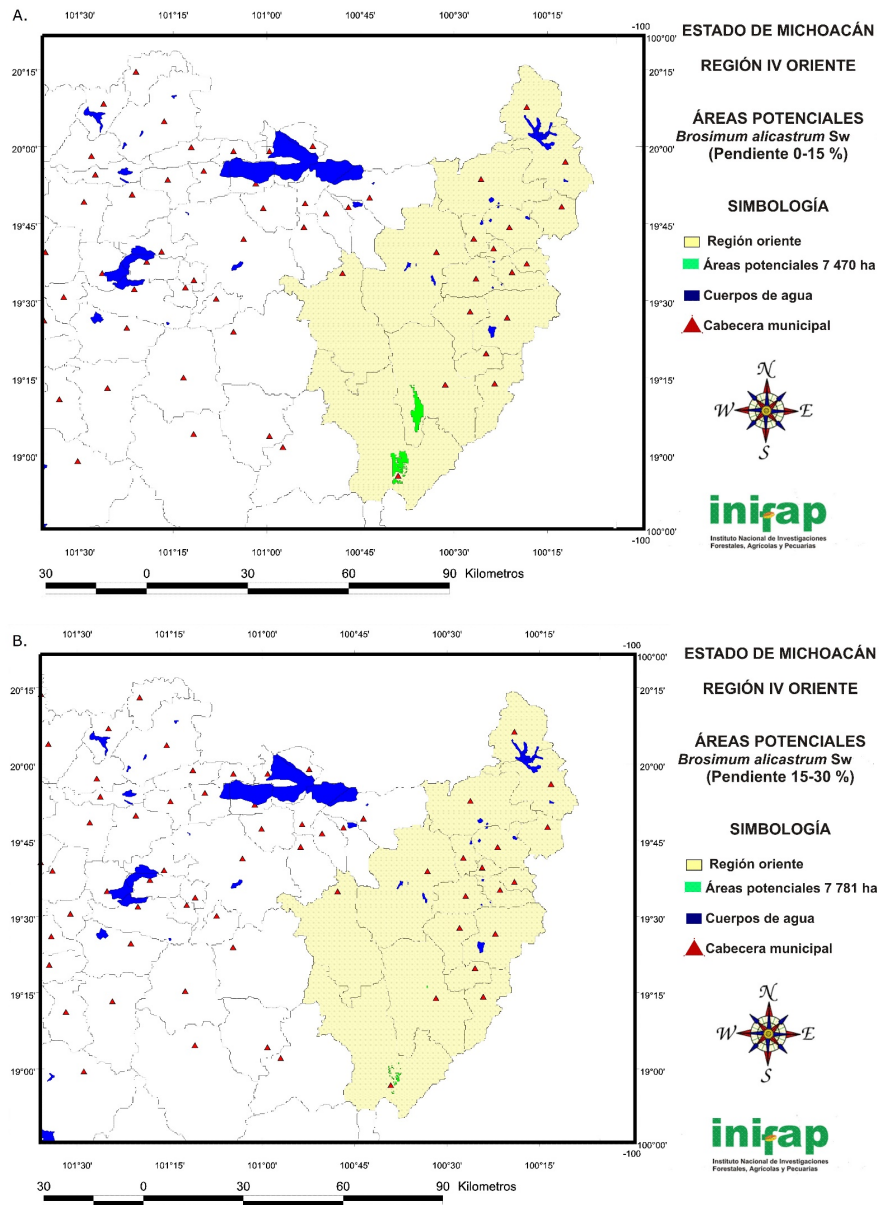 A.
101°30' 101°15' 101°00' 100°45' 100°30' 100°15' -100
100°00'
20°15' 20°15'
20°00' 20°00'
19°45' 19°45'
19°30' 19°30'
19°15' 19°15'
19°00' 19°00'
100°00'
101°30' 101°15' 101°00' 100°45' 100°30' 100°15' -100
30 0 30 60 90 Kilometros
ESTADO DE MICHOACÁN
REGIÓN IV ORIENTE
ÁREAS POTENCIALES
Brosimum alicastrum Sw
(Pendiente 0-15 %)
SIMBOLOGÍA
Región oriente
Áreas potenciales 7 470 ha
Cuerpos de agua
Cabecera municipal
N
W E
S
inifap
Instituto Nacional de Investigaciones
Forestales, Agrícolas y Pecuarias
B.
101°30' 101°15' 101°00' 100°45' 100°30' 100°15' -100
100°00'
20°15' 20°15'
20°00' 20°00'
19°45' 19°45'
19°30' 19°30'
19°15' 19°15'
19°00' 19°00'
100°00'
101°30' 101°15' 101°00' 100°45' 100°30' 100°15' -100
30 0 30 60 90 Kilometros
ESTADO DE MICHOACÁN
REGIÓN IV ORIENTE
ÁREAS POTENCIALES
Brosimum alicastrum Sw
(Pendiente 15-30 %)
SIMBOLOGÍA
Región oriente
Áreas potenciales 7 781 ha
Cuerpos de agua
Cabecera municipal
N
W E
S
inifap
Instituto Nacional de Investigaciones
Forestales, Agrícolas y Pecuarias